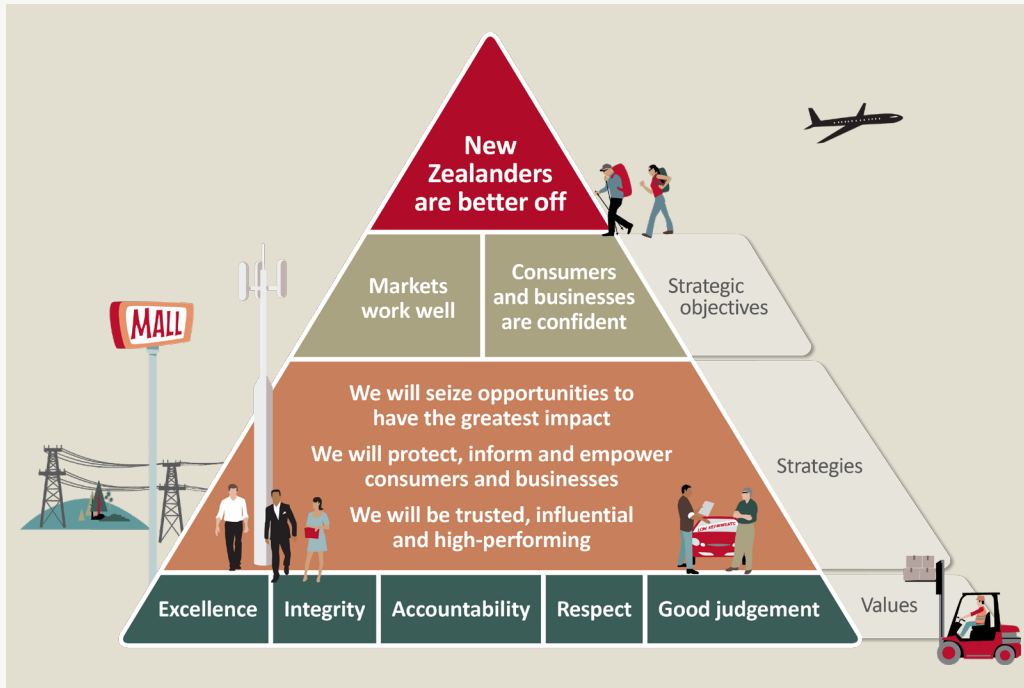 New
Zealanders
are better off
Markets
work well
Consumers
and businesses
are confident
Strategic
objectives
MALL
We will seize opportunities to
have the greatest impact
We will protect, inform and empower
consumers and businesses
We will be trusted, influential
and high-performing
Strategies
LOW REPAYMENTS
Excellence
Integrity
Accountability
Respect
Good judgement
Values